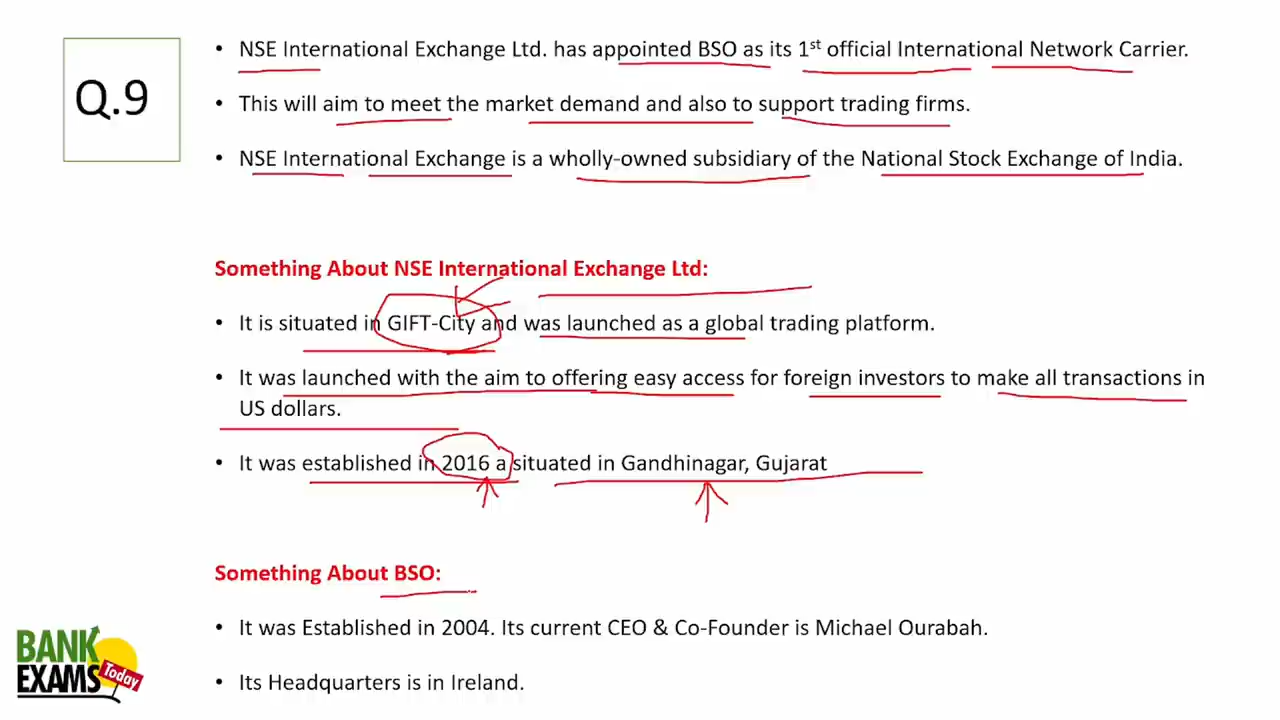 Q.9
• NSE International Exchange Ltd. has appointed BSO as its 1st official International Network Carrier.
• This will aim to meet the market demand and also to support trading firms.
• NSE International Exchange is a wholly-owned subsidiary of the National Stock Exchange of India.
Something About NSE International Exchange Ltd:
• It is situated in GIFT-City and was launched as a global trading platform.
• It was launched with the aim to offering easy access for foreign investors to make all transactions in
US dollars.
• It was established in 2016 a situated in Gandhinagar, Gujarat
Something About BSO:
• It was Established in 2004. Its current CEO & Co-Founder is Michael Ourabah.
• Its Headquarters is in Ireland.
BANK
EXAMS
Today